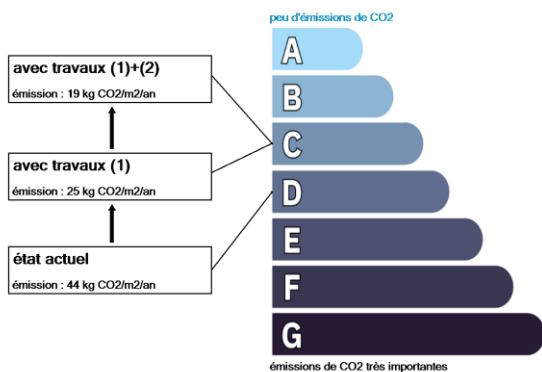 peu d'émissions de CO2
avec travaux (1)+(2)
émission : 19 kg CO2/m2/an
avec travaux (1)
émission : 25 kg CO2/m2/an
état actuel
émission : 44 kg CO2/m2/an
A
B
C
D
E
F
G
émissions de CO2 très importantes